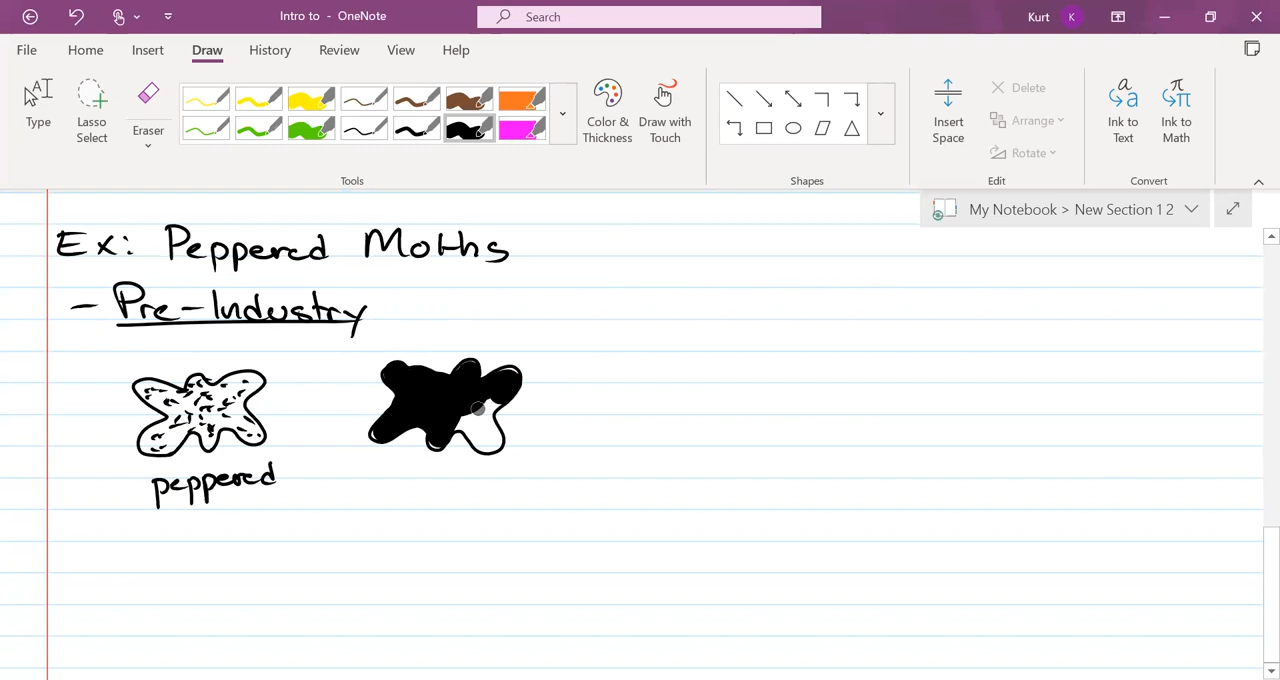 Intro to - OneNote
Search
Kurt
K
File Home Insert Draw History Review View Help
Type
Lasso Select
Eraser
Color & Thickness
Draw with Touch
Insert Space
Delete
Arrange
Rotate
a a
Ink to Text
π π
Ink to Math
Tools
Shapes
Edit
Convert
My Notebook > New Section 1 2
Ex: Peppered Moths
- Pre-Industry
peppered